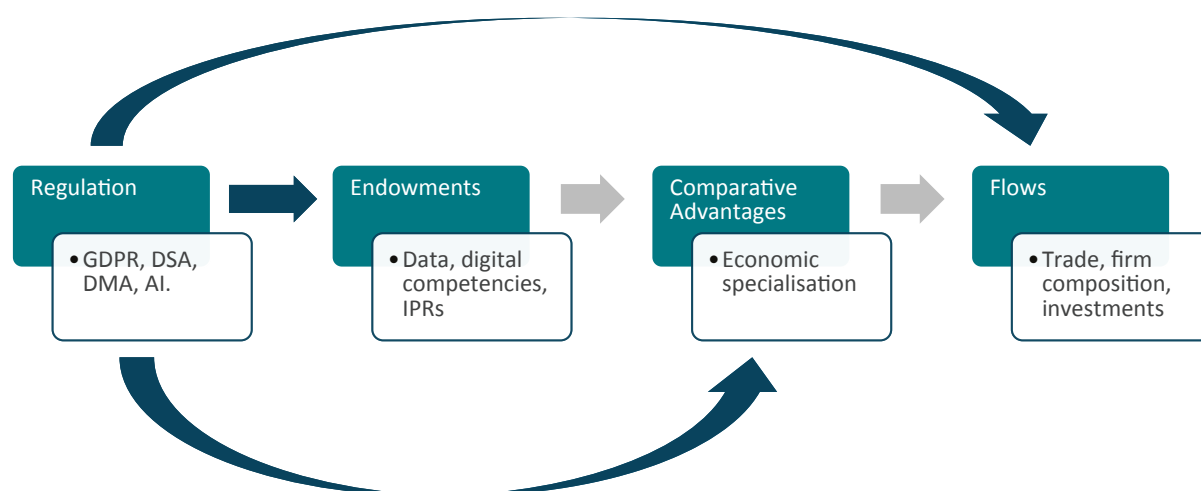 Regulation
• GDPR, DSA,
DMA, AI.
Endowments
• Data, digital
competencies,
IPRs
Comparative
Advantages
• Economic
specialisation
Flows
• Trade, firm
composition,
investments